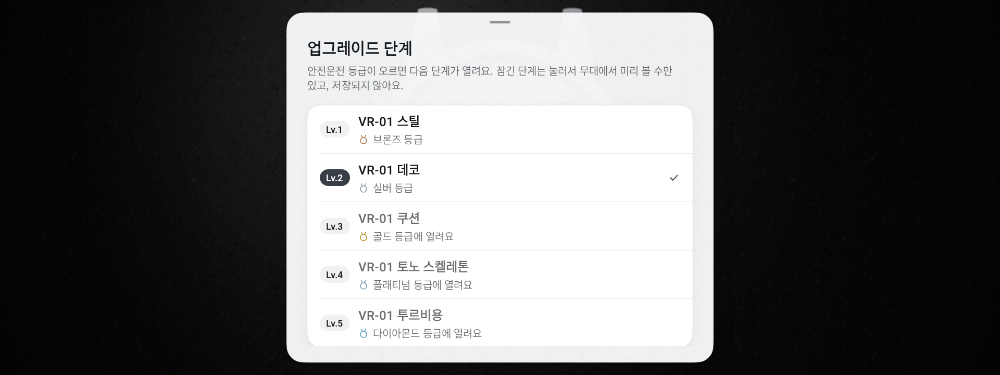 업그레이드 단계
안전운전 등급이 오르면 다음 단계가 열려요. 잠긴 단계는 눌러서 무대에서 미리 볼 수만
있고, 저장되지 않아요.
Lv.1
VR-01 스틸
브론즈 등급
Lv.2
VR-01 데코
실버 등급
Lv.3
VR-01 쿠션
골드 등급에 열려요
Lv.4
VR-01 토노 스켈레톤
플래티넘 등급에 열려요
Lv.5
VR-01 투르비용
다이아몬드 등급에 열려요